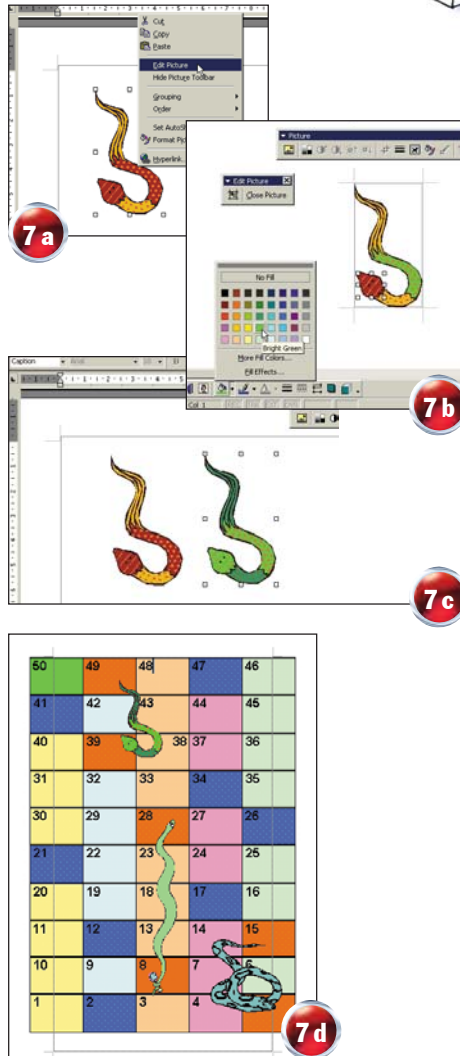 Cut
Copy
Paste
Edit Picture
Hide Picture Toolbar
Grouping
Order
Set AutoSh
Format Pic
Hyperlink...
7a
Picture
Edit Picture
Close Picture
No Fill
Bright Green
More Fill Colors...
Fill Effects...
Col 1
7b
Caption
7c
50 49 48 47 46
41 42 43 44 45
40 39 38 37 36
31 32 33 34 35
30 29 28 27 26
21 22 23 24 25
20 19 18 17 16
11 12 13 14 15
10 9 8 7 6
1 2 3 4
7d